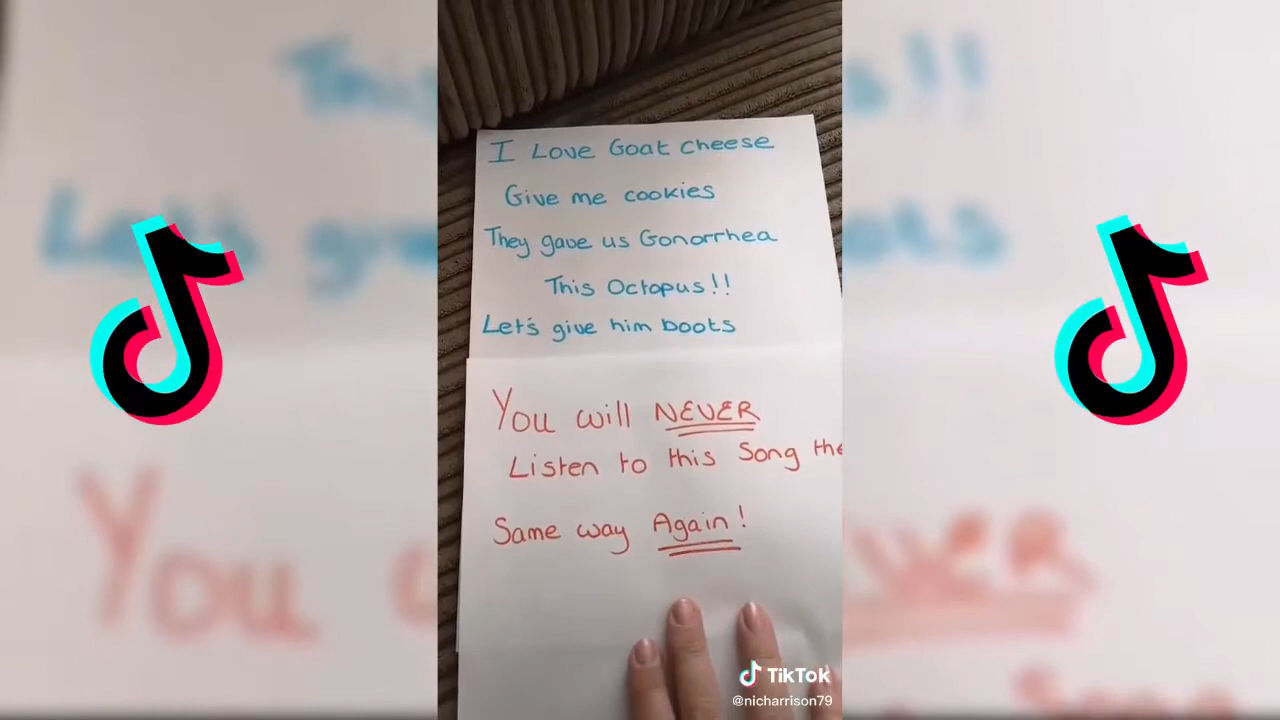 I Love Goat cheese
Give me cookies
They gave us Gonorrhea
This Octopus!!
Let's give him boots
You will NEVER
Listen to this Song the
Same way Again!
TikTok
@nicharrison79